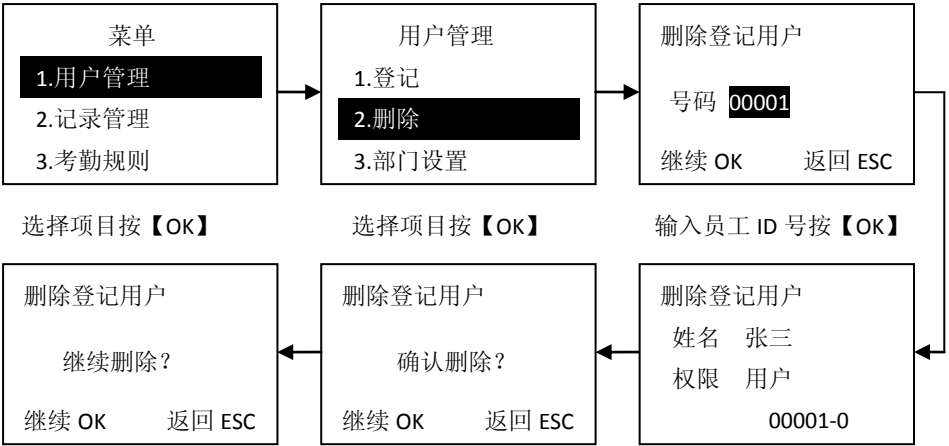 菜单
1.用户管理
2.记录管理
3.考勤规则
选择项目按【OK】
用户管理
1.登记
2.删除
3.部门设置
选择项目按【OK】
删除登记用户
号码 00001
继续 OK 返回 ESC
输入员工 ID 号按【OK】
删除登记用户
姓名 张三
权限 用户
00001-0
删除登记用户
确认删除？
继续 OK 返回 ESC
删除登记用户
继续删除？
继续 OK 返回 ESC